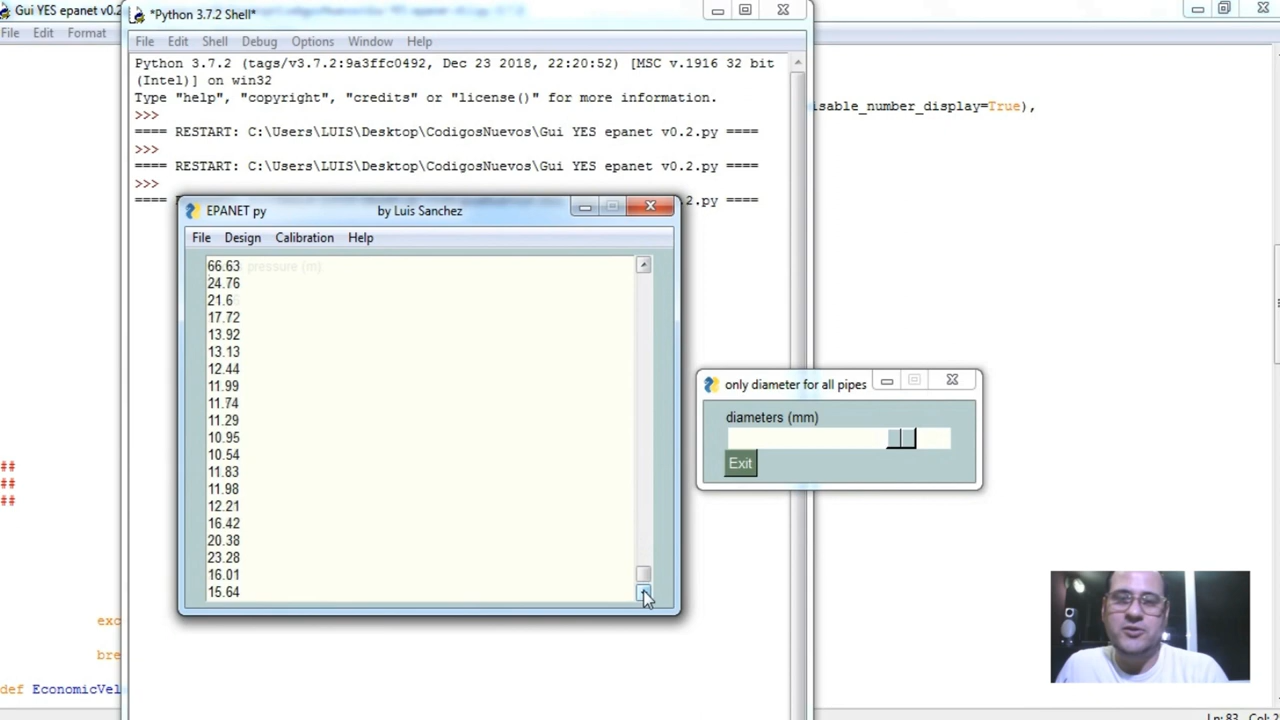 Gui YES epanet v0.2
*Python 3.7.2 Shell*
File Edit Format
File Edit Shell Debug Options Window Help
Python 3.7.2 (tags/v3.7.2:9a3ffc0492, Dec 23 2018, 22:20:52) [MSC v.1916 32 bit
(Intel)] on win32
Type "help", "copyright", "credits" or "license()" for more information.
>>>
==== RESTART: C:\Users\LUIS\Desktop\CodigosNuevos\Gui YES epanet v0.2.py ====
>>>
==== RESTART: C:\Users\LUIS\Desktop\CodigosNuevos\Gui YES epanet v0.2.py ====
>>>
==== .2.py ====
isable_number_display=True),
EPANET py by Luis Sanchez
File Design Calibration Help
pressure (m)
66.63
24.76
21.6
17.72
13.92
13.13
12.44
11.99
11.74
11.29
10.95
10.54
11.83
11.98
12.21
16.42
20.38
23.28
16.01
15.64
only diameter for all pipes
diameters (mm)
Exit
##
##
##
exc
bre
def EconomicVel
Ln: 83 Col: 2